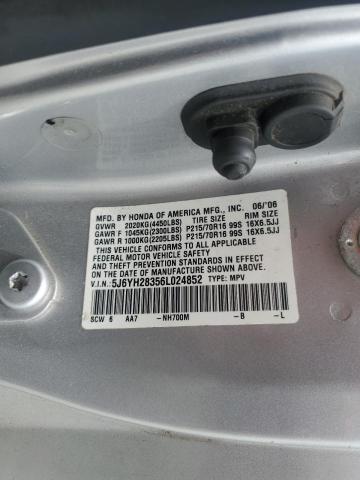 MFD. BY HONDA OF AMERICA MFG., INC. 06/'06
GVWR 2020KG(4450LBS) TIRE SIZE RIM SIZE
GAWR F 1045KG(2300LBS) P215/70R16 99S 16X6.5JJ
GAWR R 1000KG(2205LBS) P215/70R16 99S 16X6.5JJ
THIS VEHICLE CONFORMS TO ALL APPLICABLE
FEDERAL MOTOR VEHICLE SAFETY
AND THEFT PREVENTION STANDARDS IN EFFECT ON
THE DATE OF MANUFACTURE SHOWN ABOVE.
V.I.N: 5J6YH28356L024852 TYPE: MPV
SCW 6 AA7 -NH700M -B -L